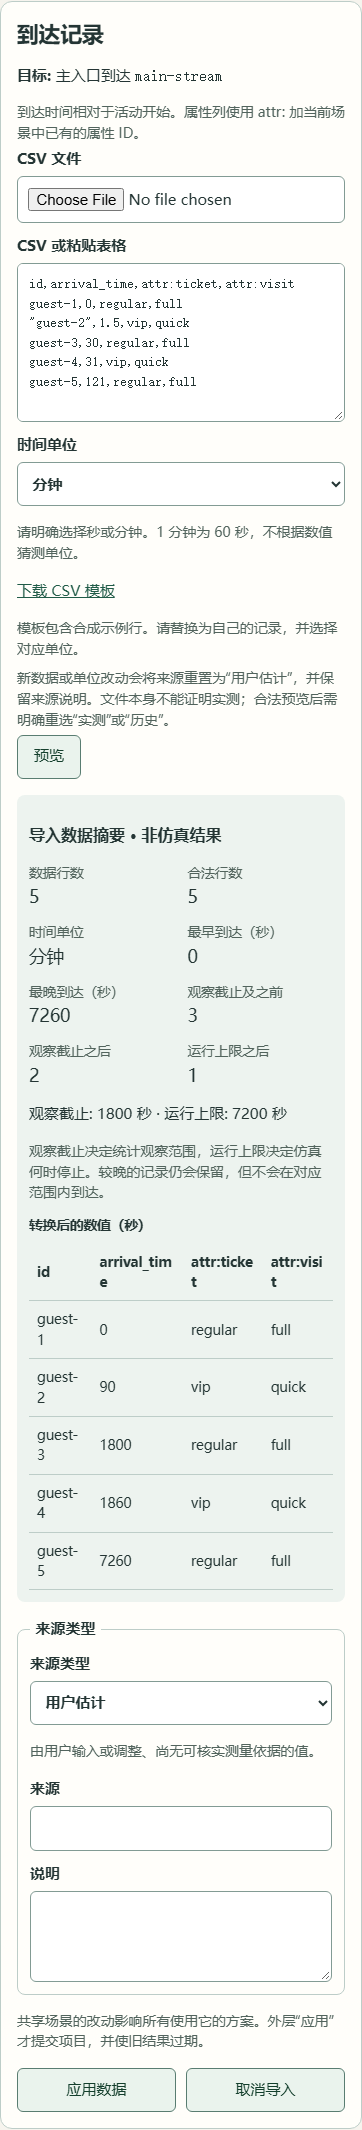 到达记录
目标: 主入口到达 main-stream
到达时间相对于活动开始。属性列使用 attr: 加当前场
景中已有的属性 ID。
CSV 文件
Choose File No file chosen
CSV 或粘贴表格
id,arrival_time,attr:ticket,attr:visit
guest-1,0,regular,full
"guest-2",1.5,vip,quick
guest-3,30,regular,full
guest-4,31,vip,quick
guest-5,121,regular,full
时间单位
分钟
请明确选择秒或分钟。1 分钟为 60 秒，不根据数值
猜测单位。
下载 CSV 模板
模板包含合成示例行。请替换为自己的记录，并选择
对应单位。
新数据或单位改动会将来源重置为“用户估计”，并保
留来源说明。文件本身不能证明实测；合法预览后需
明确重选“实测”或“历史”。
预览
导入数据摘要 • 非仿真结果
数据行数 合法行数
5 5
时间单位 最早到达（秒）
分钟 0
最晚到达（秒） 观察截止及之前
7260 3
观察截止之后 运行上限之后
2 1
观察截止: 1800 秒 · 运行上限: 7200 秒
观察截止决定统计观察范围，运行上限决定仿真
何时停止。较晚的记录仍会保留，但不会在对应
范围内到达。
转换后的数值（秒）
id arrival_tim attr:ticke attr:visi
e t t
guest- 0 regular full
1
guest- 90 vip quick
2
guest- 1800 regular full
3
guest- 1860 vip quick
4
guest- 7260 regular full
5
来源类型
来源类型
用户估计
由用户输入或调整、尚无可核实测量依据的值。
来源
说明
共享场景的改动影响所有使用它的方案。外层“应用”
才提交项目，并使旧结果过期。
应用数据 取消导入